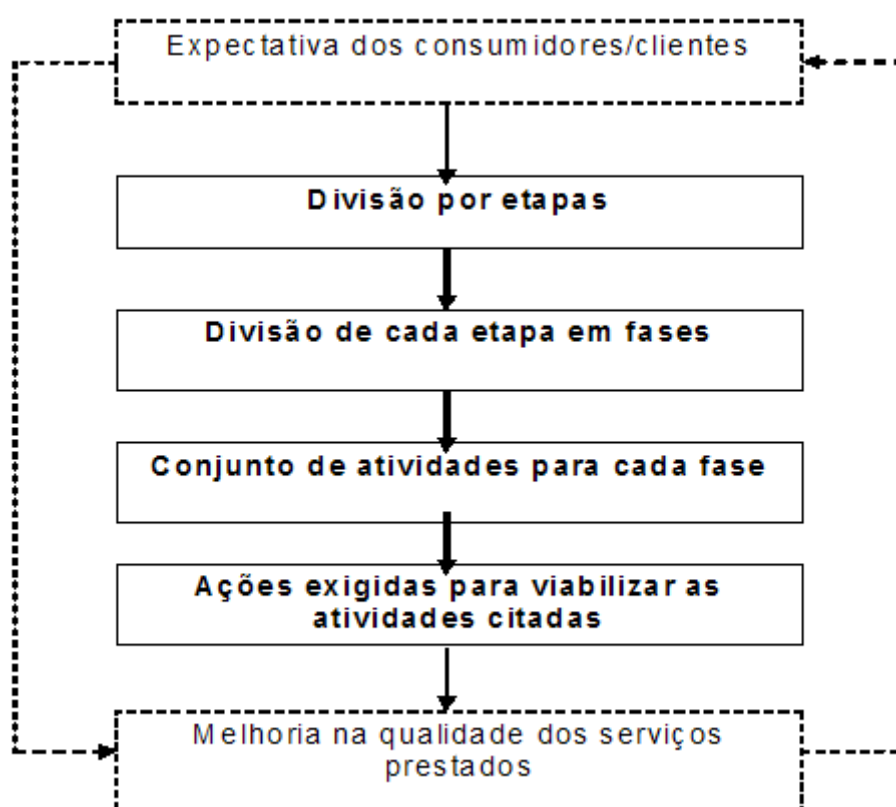 Expectativa dos consumidores/clientes
Divisão por etapas
Divisão de cada etapa em fases
Conjunto de atividades para cada fase
Ações exigidas para viabilizar as
atividades citadas
Melhoria na qualidade dos serviços
prestados